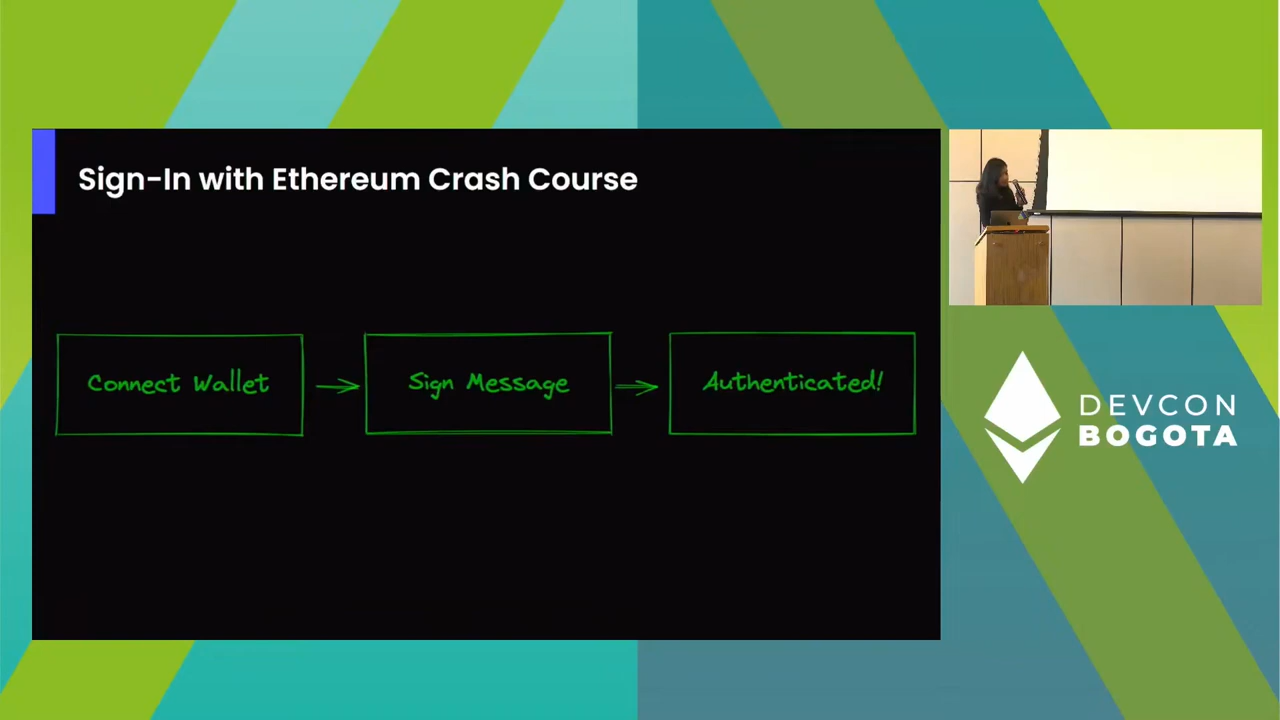 Sign-In with Ethereum Crash Course
Connect Wallet
Sign Message
Authenticated!
DEVCON
BOGOTA